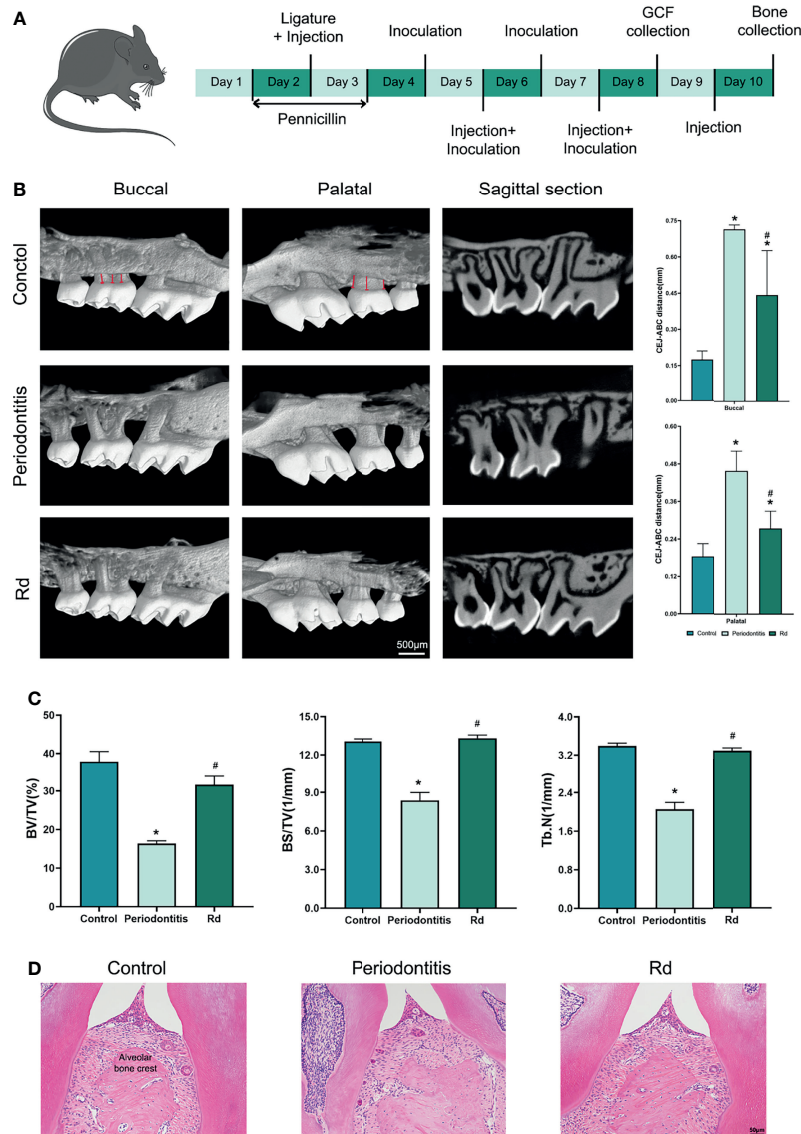 A
Ligature
+ Injection
Inoculation
Inoculation
GCF
collection
Bone
collection
Day 1
Day 2
Day 3
Day 4
Day 5
Day 6
Day 7
Day 8
Day 9
Day 10
Pennicillin
Injection+
Inoculation
Injection+
Inoculation
Injection
B
Buccal
Palatal
Sagittal section
Conctol
Periodontitis
Rd
500μm
CEJ-ABC distance(mm)
0.75
0.60
0.45
0.30
0.15
0.00
*
#
*
Buccal
CEJ-ABC distance(mm)
0.60
0.48
0.36
0.24
0.12
0.00
*
#
*
Palatal
Control Periodontitis Rd
C
BV/TV(%)
50
40
30
20
10
0
*
#
Control Periodontitis Rd
BS/TV(1/mm)
15.0
12.0
9.0
6.0
3.0
0.0
*
#
Control Periodontitis Rd
Tb.N(1/mm)
4.0
3.2
2.4
1.6
0.8
0.0
*
#
Control Periodontitis Rd
D
Control
Periodontitis
Rd
Alveolar
bone crest
50μm